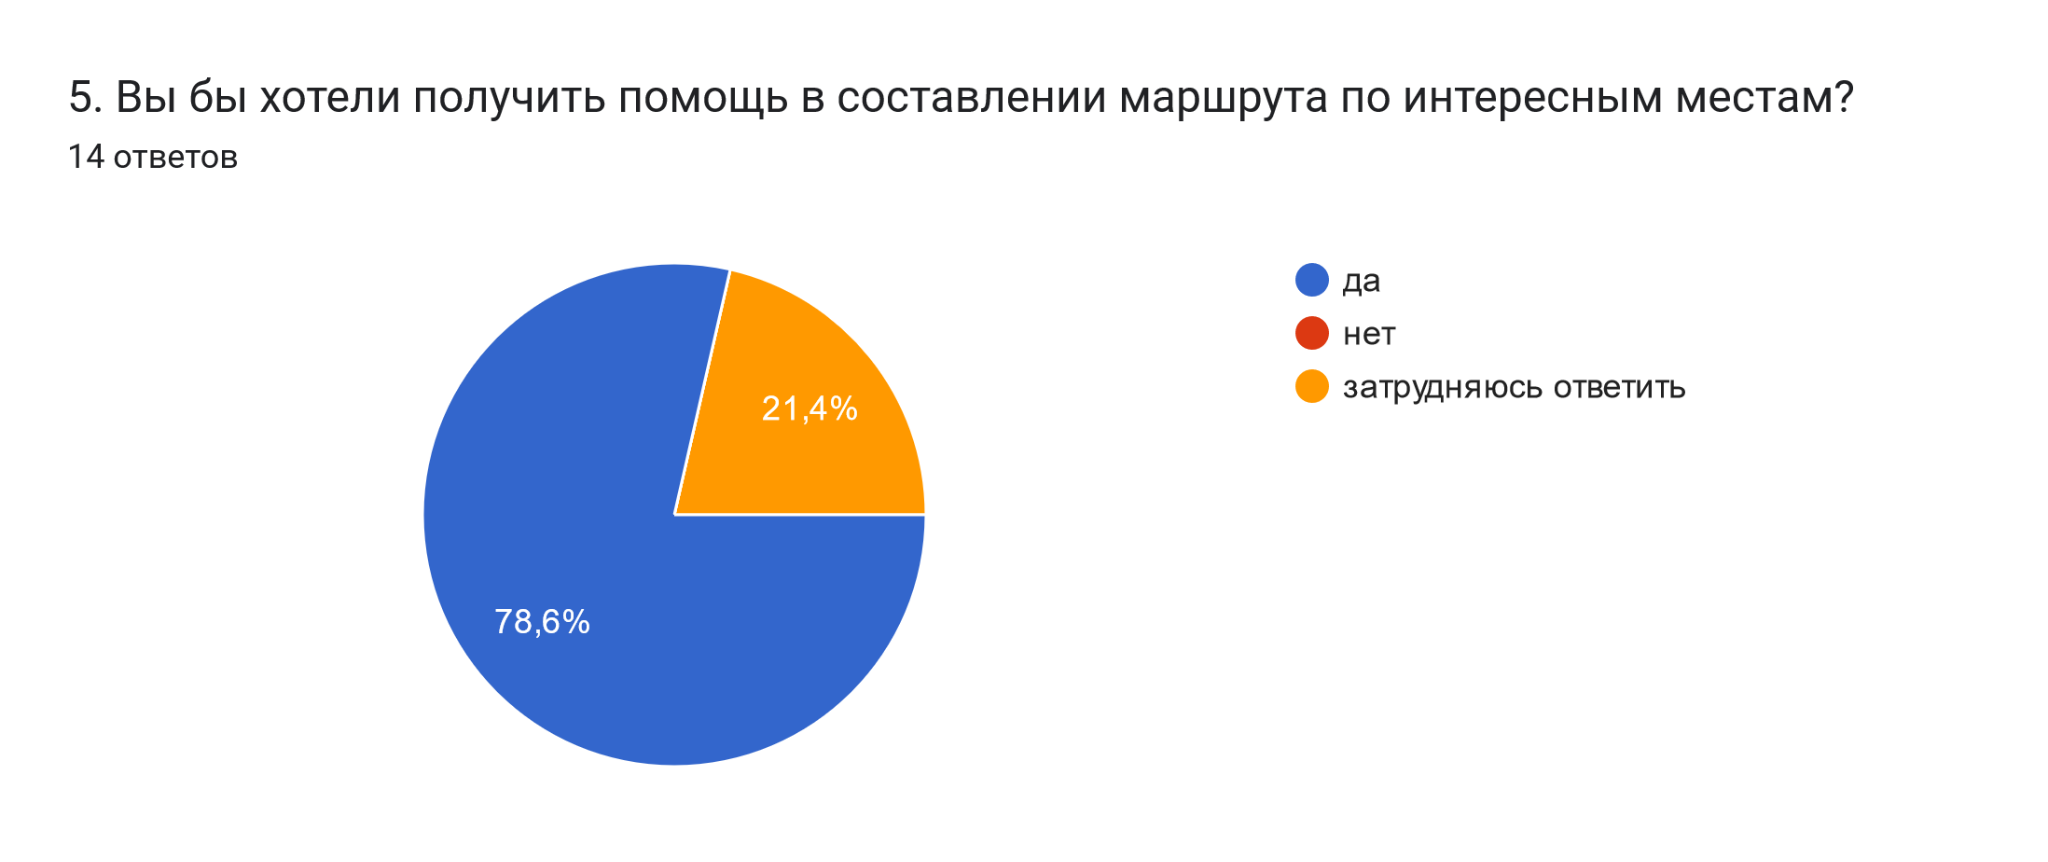 5. Вы бы хотели получить помощь в составлении маршрута по интересным местам?
14 ответов
да
нет
затрудняюсь ответить
21,4%
78,6%